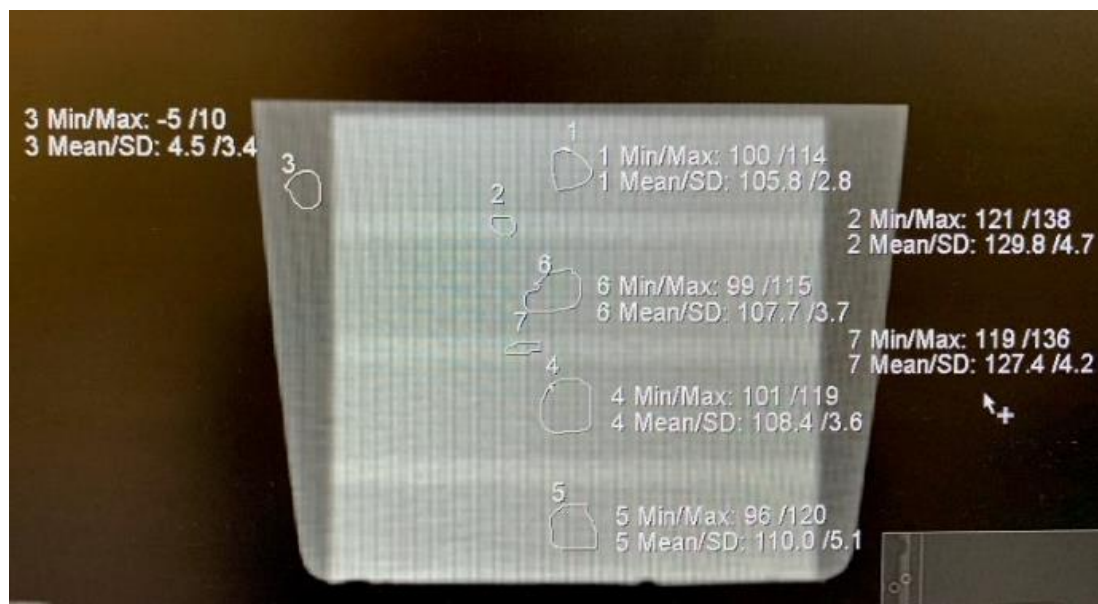 3 Min/Max: -5 /10
3 Mean/SD: 4.5 /3.4
3
1
1 Min/Max: 100 /114
1 Mean/SD: 105.8 /2.8
2
2 Min/Max: 121 /138
2 Mean/SD: 129.8 /4.7
6
6 Min/Max: 99 /115
6 Mean/SD: 107.7 /3.7
7
7 Min/Max: 119 /136
7 Mean/SD: 127.4 /4.2
4
4 Min/Max: 101 /119
4 Mean/SD: 108.4 /3.6
5
5 Min/Max: 96 /120
5 Mean/SD: 110.0 /5.1